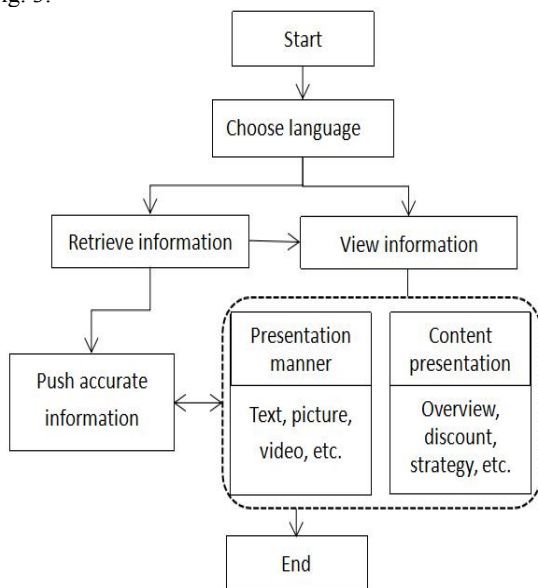 Start
Choose language
Retrieve information
View information
Push accurate
information
Presentation
manner
Text, picture,
video, etc.
Content
presentation
Overview,
discount,
strategy, etc.
End